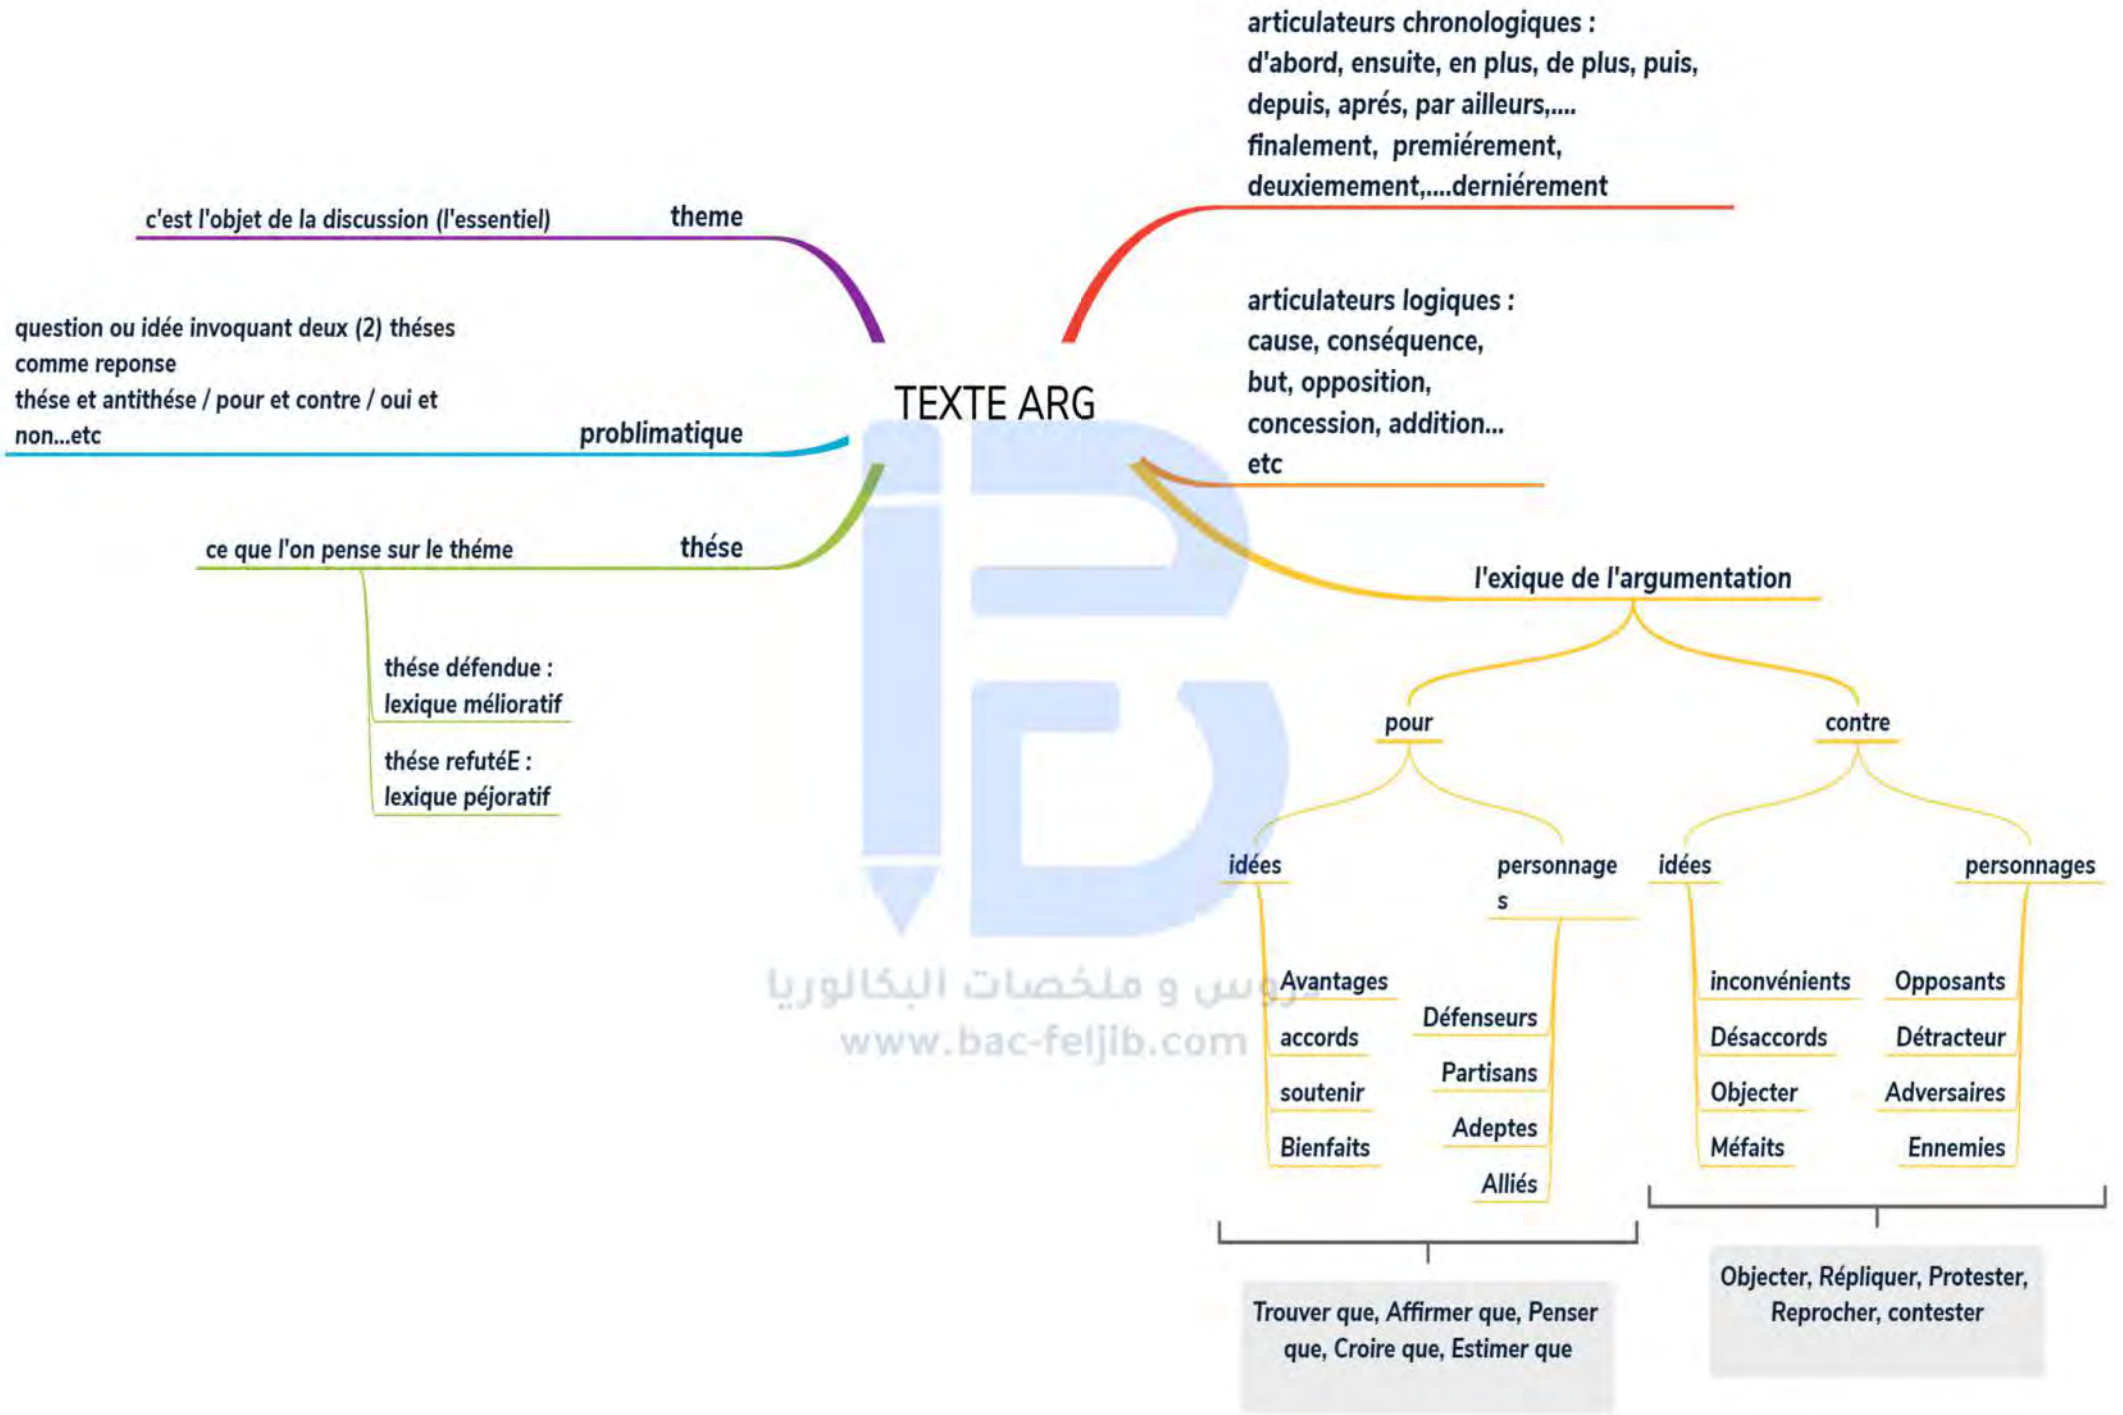 TEXTE ARG
theme
c'est l'objet de la discussion (l'essentiel)
problimatique
question ou idée invoquant deux (2) théses
comme reponse
thése et antithése / pour et contre / oui et
non...etc
thése
ce que l'on pense sur le théme
thése défendue :
lexique mélioratif
thése refutéE :
lexique péjoratif
articulateurs chronologiques :
d'abord, ensuite, en plus, de plus, puis,
depuis, aprés, par ailleurs,....
finalement, premiérement,
deuxiemement,....derniérement
articulateurs logiques :
cause, conséquence,
but, opposition,
concession, addition...
etc
l'exique de l'argumentation
pour
idées
Avantages
accords
soutenir
Bienfaits
personnage
s
Défenseurs
Partisans
Adeptes
Alliés
Trouver que, Affirmer que, Penser
que, Croire que, Estimer que
contre
idées
inconvénients
Désaccords
Objecter
Méfaits
personnages
Opposants
Détracteur
Adversaires
Ennemies
Objecter, Répliquer, Protester,
Reprocher, contester
دروس و ملخصات البكالوريا
www.bac-feljib.com